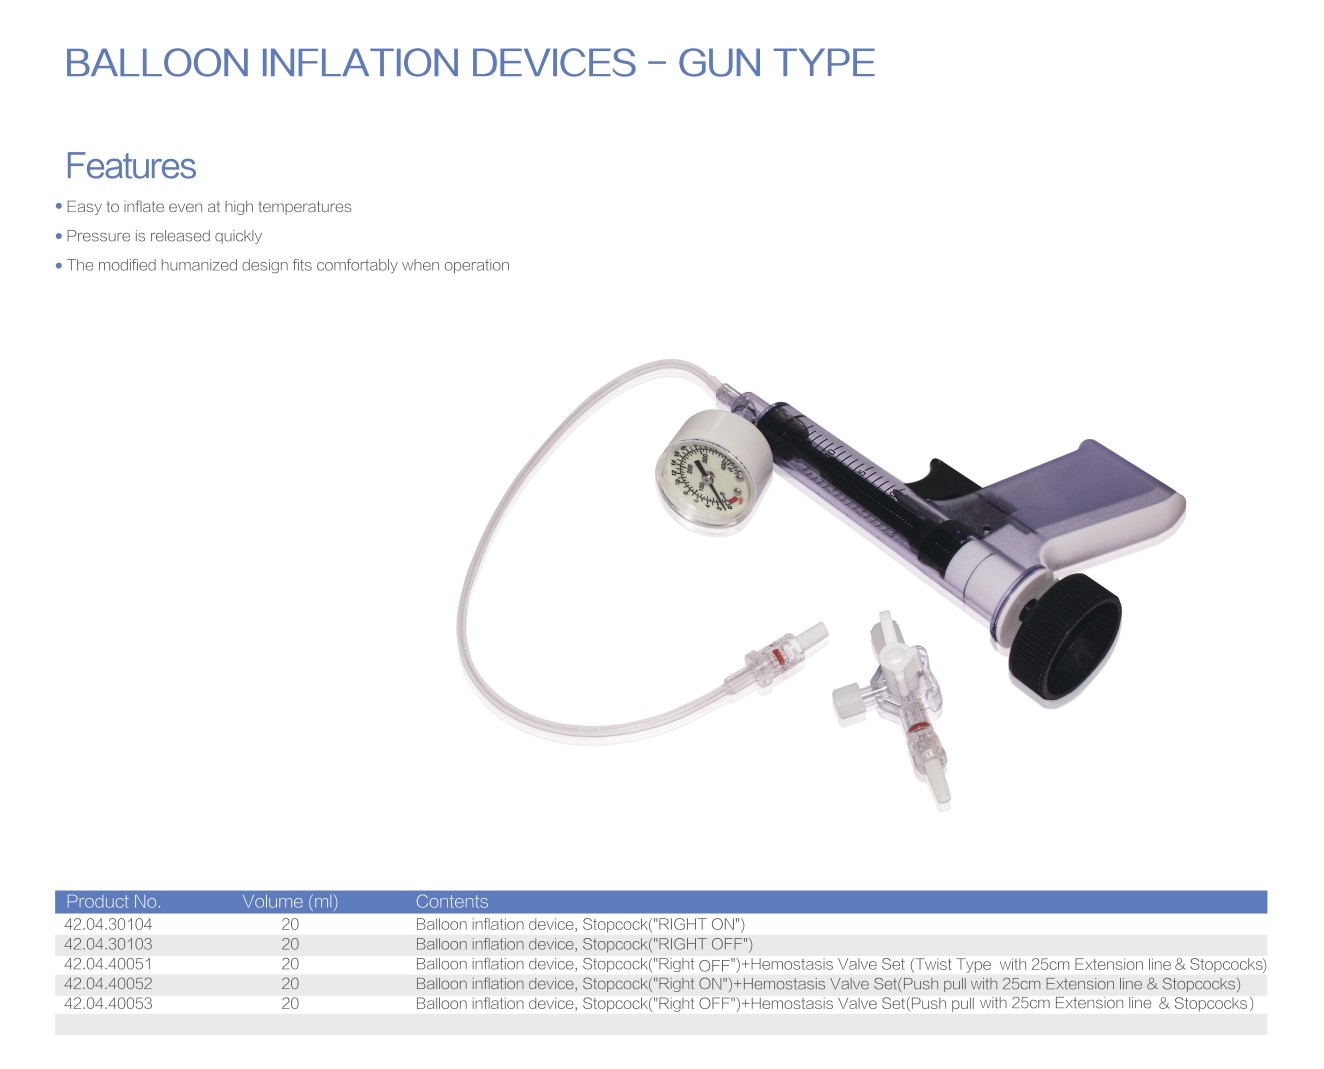 BALLOON INFLATION DEVICES – GUN TYPE
Features
• Easy to inflate even at high temperatures
• Pressure is released quickly
• The modified humanized design fits comfortably when operation
Product No. Volume (ml) Contents
42.04.30104 20 Balloon inflation device, Stopcock("RIGHT ON")
42.04.30103 20 Balloon inflation device, Stopcock("RIGHT OFF")
42.04.40051 20 Balloon inflation device, Stopcock("Right OFF")+Hemostasis Valve Set (Twist Type with 25cm Extension line & Stopcocks)
42.04.40052 20 Balloon inflation device, Stopcock("Right ON")+Hemostasis Valve Set(Push pull with 25cm Extension line & Stopcocks)
42.04.40053 20 Balloon inflation device, Stopcock("Right OFF")+Hemostasis Valve Set(Push pull with 25cm Extension line & Stopcocks)